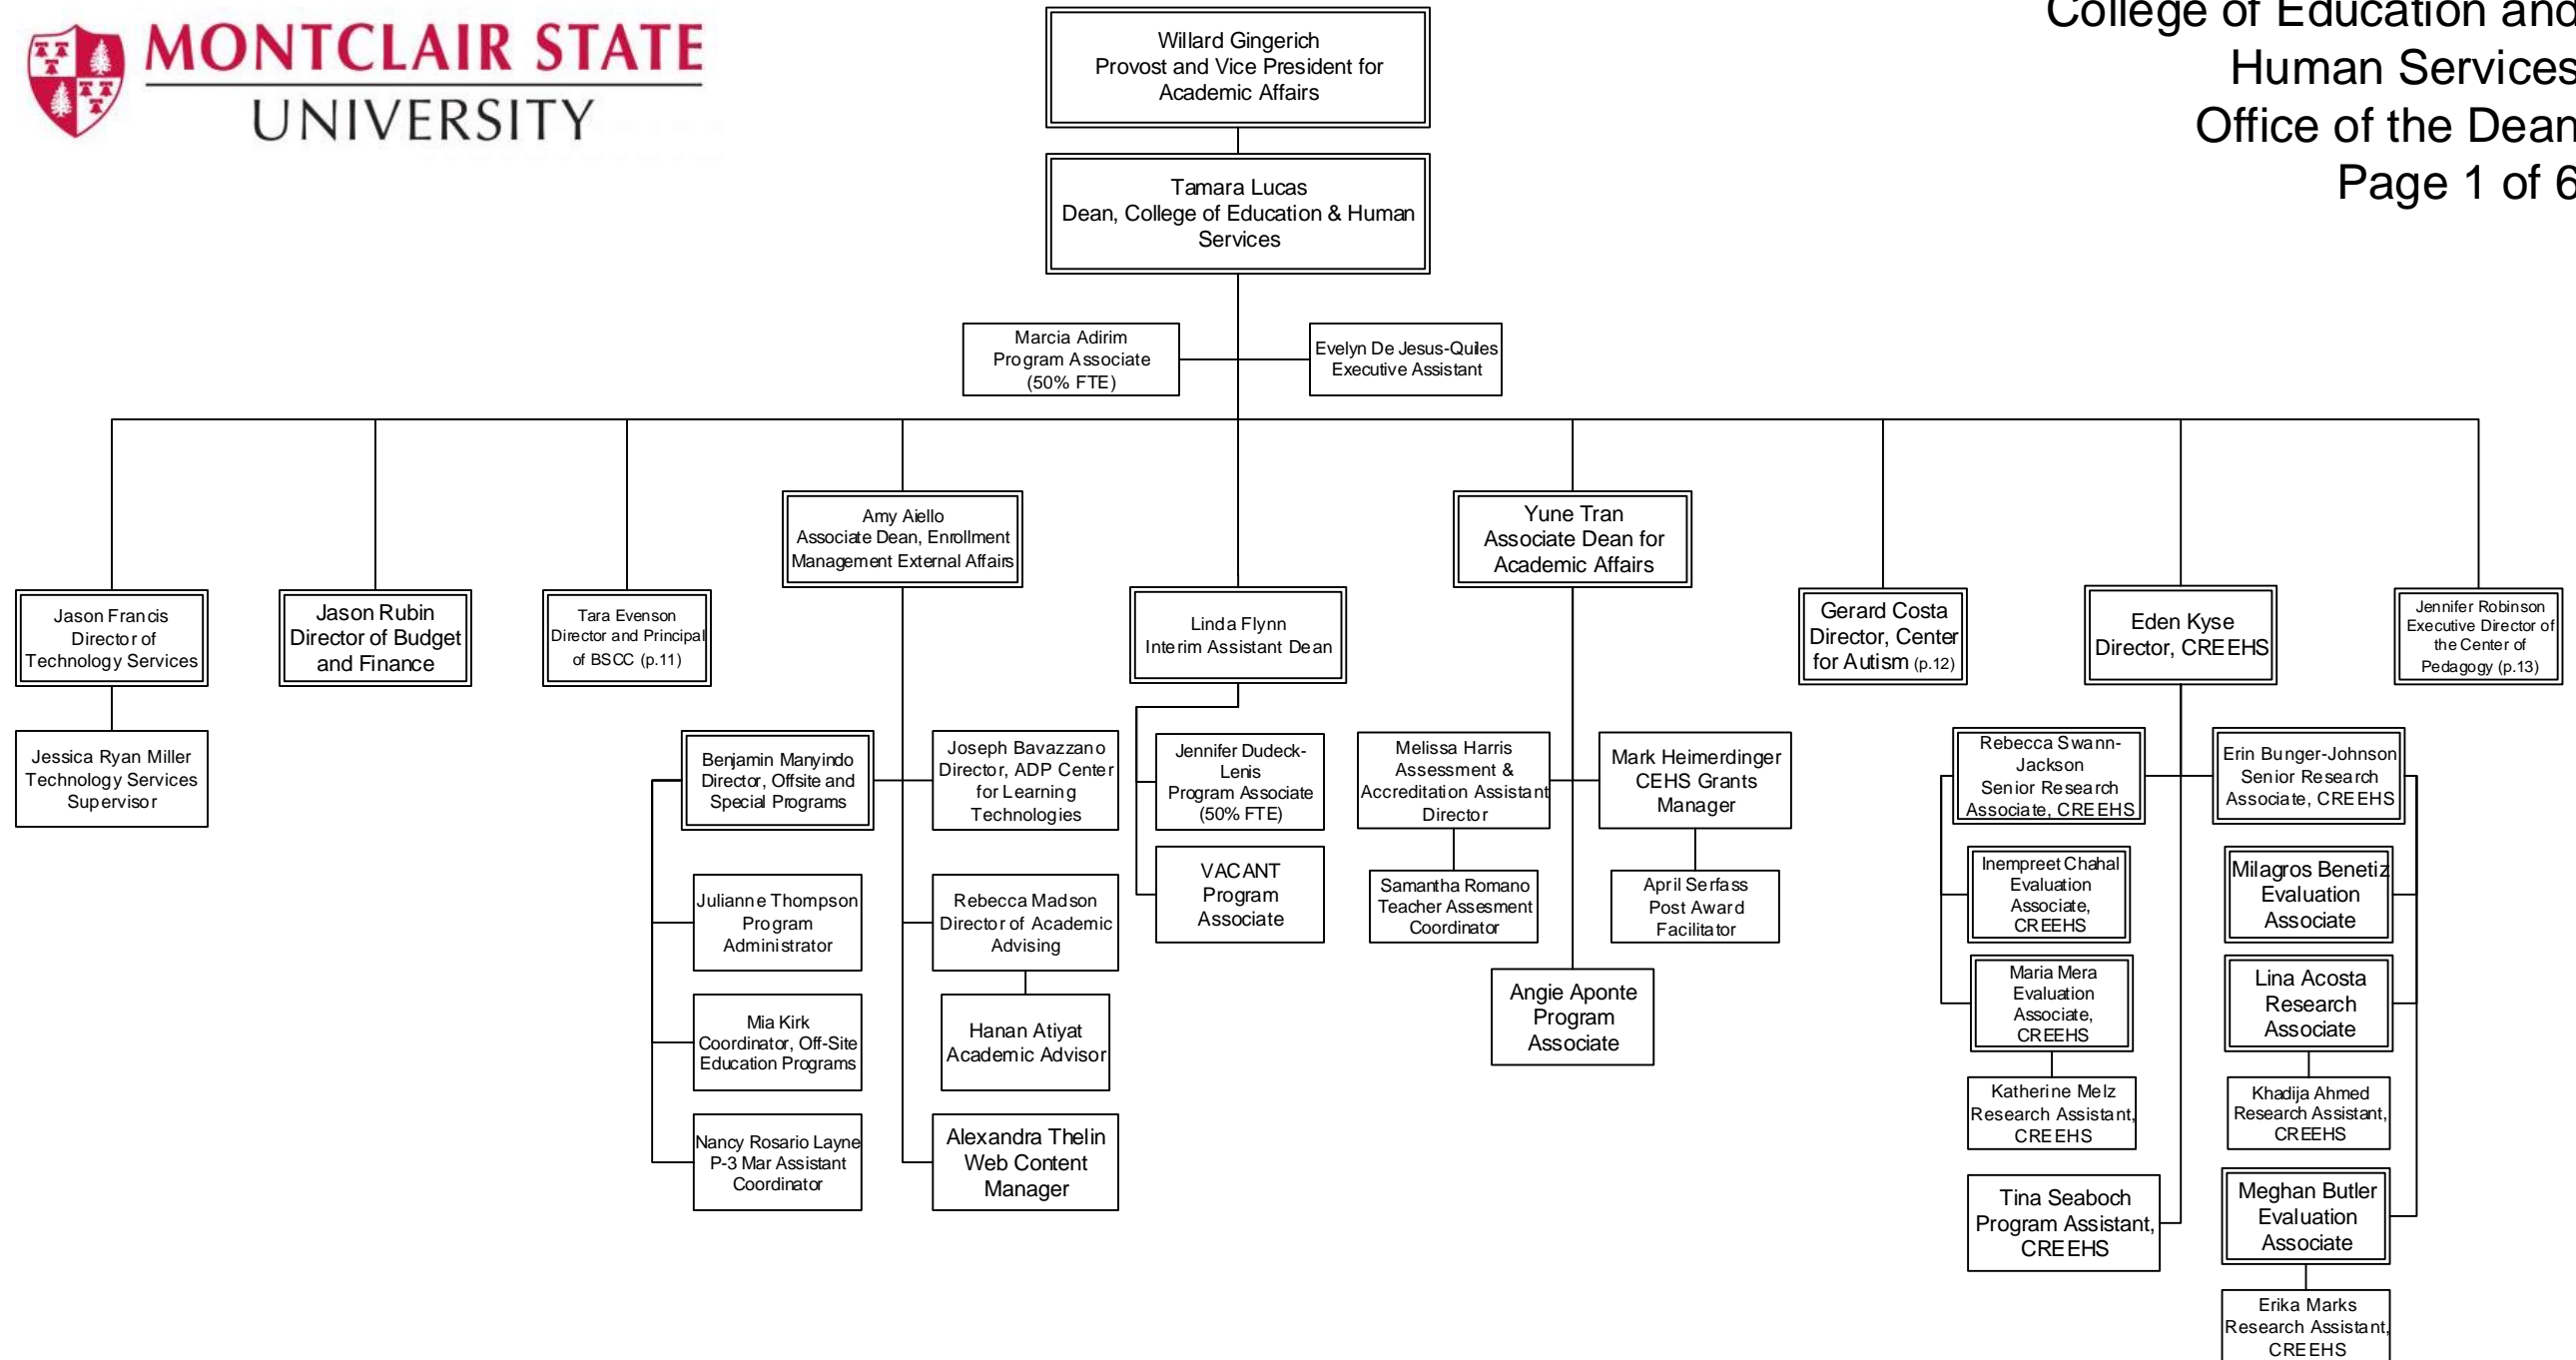 MONTCLAIR STATE
UNIVERSITY
College of Education and
Human Services
Office of the Dean
Page 1 of 6
Willard Gingerich
Provost and Vice President for
Academic Affairs
Tamara Lucas
Dean, College of Education & Human
Services
Marcia Adirim
Program Associate
(50% FTE)
Evelyn De Jesus-Quiles
Executive Assistant
Jason Francis
Director of
Technology Services
Jessica Ryan Miller
Technology Services
Supervisor
Jason Rubin
Director of Budget
and Finance
Tara Evenson
Director and Principal
of BSCC (p.11)
Amy Aiello
Associate Dean, Enrollment
Management External Affairs
Benjamin Manyindo
Director, Offsite and
Special Programs
Julianne Thompson
Program
Administrator
Mia Kirk
Coordinator, Off-Site
Education Programs
Nancy Rosario Layne
P-3 Mar Assistant
Coordinator
Joseph Bavazzano
Director, ADP Center
for Learning
Technologies
Rebecca Madson
Director of Academic
Advising
Hanan Atiyat
Academic Advisor
Alexandra Thelin
Web Content
Manager
Linda Flynn
Interim Assistant Dean
Jennifer Dudeck-
Lenis
Program Associate
(50% FTE)
VACANT
Program
Associate
Yune Tran
Associate Dean for
Academic Affairs
Melissa Harris
Assessment &
Accreditation Assistant
Director
Samantha Romano
Teacher Assesment
Coordinator
Mark Heimerdinger
CEHS Grants
Manager
April Serfass
Post Award
Facilitator
Angie Aponte
Program
Associate
Gerard Costa
Director, Center
for Autism (p.12)
Eden Kyse
Director, CREEHS
Rebecca Swann-
Jackson
Senior Research
Associate, CREEHS
Inempreet Chahal
Evaluation
Associate,
CREEHS
Maria Mera
Evaluation
Associate,
CREEHS
Katherine Melz
Research Assistant,
CREEHS
Tina Seaboch
Program Assistant,
CREEHS
Erin Bunger-Johnson
Senior Research
Associate, CREEHS
Milagros Benetiz
Evaluation
Associate
Lina Acosta
Research
Associate
Khadija Ahmed
Research Assistant,
CREEHS
Meghan Butler
Evaluation
Associate
Erika Marks
Research Assistant,
CREEHS
Jennifer Robinson
Executive Director of
the Center of
Pedagogy (p.13)